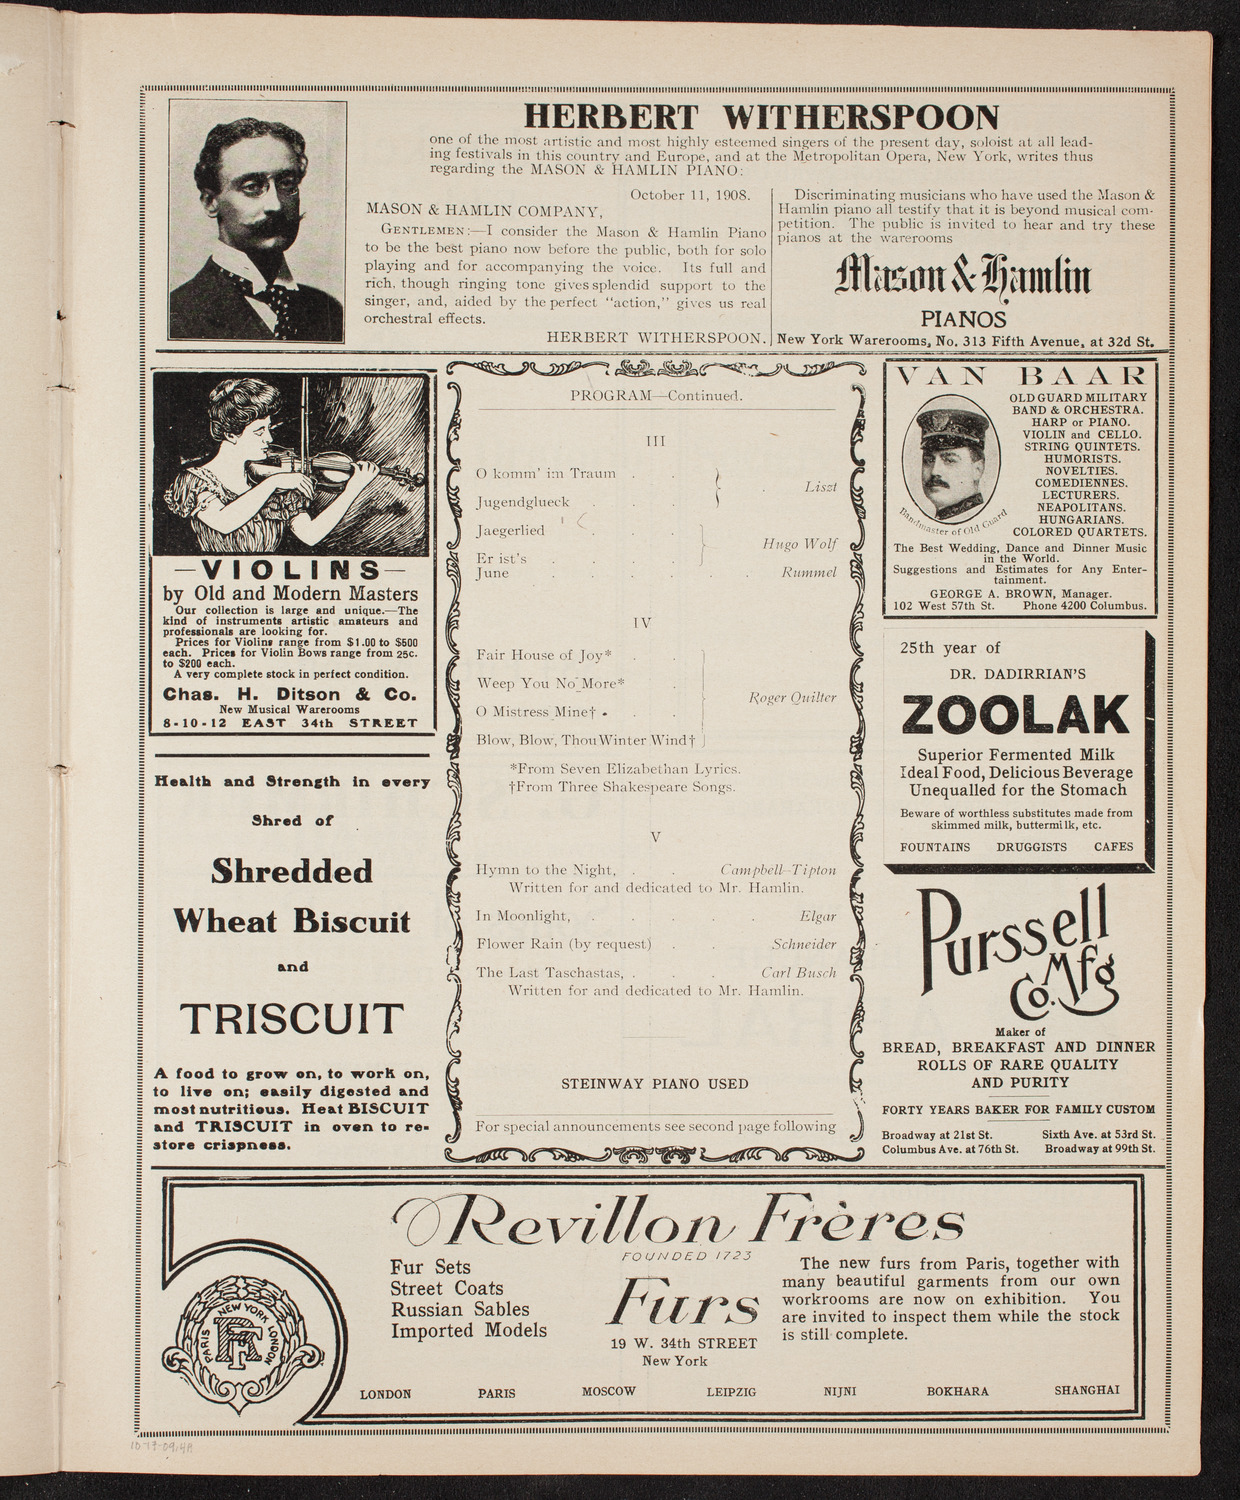 HERBERT WITHERSPOON
one of the most artistic and most highly esteemed singers of the present day, soloist at all lead-
ing festivals in this country and Europe, and at the Metropolitan Opera, New York, writes thus
regarding the MASON & HAMLIN PIANO:
October 11, 1908.
MASON & HAMLIN COMPANY,
GENTLEMEN:—I consider the Mason & Hamlin Piano
to be the best piano now before the public, both for solo
playing and for accompanying the voice. Its full and
rich, though ringing tone gives splendid support to the
singer, and, aided by the perfect "action," gives us real
orchestral effects.
HERBERT WITHERSPOON.
Discriminating musicians who have used the Mason &
Hamlin piano all testify that it is beyond musical com-
petition. The public is invited to hear and try these
pianos at the warerooms
Mason & Hamlin
PIANOS
New York Warerooms, No. 313 Fifth Avenue, at 32d St.
—VIOLINS—
by Old and Modern Masters
Our collection is large and unique.—The
kind of instruments artistic amateurs and
professionals are looking for.
Prices for Violins range from $1.00 to $500
each. Prices for Violin Bows range from 25c.
to $200 each.
A very complete stock in perfect condition.
Chas. H. Ditson & Co.
New Musical Warerooms
8-10-12 EAST 34th STREET
Health and Strength in every
Shred of
Shredded
Wheat Biscuit
and
TRISCUIT
A food to grow on, to work on,
to live on; easily digested and
most nutritious. Heat BISCUIT
and TRISCUIT in oven to re-
store crispness.
PROGRAM—Continued.
III
O komm' im Traum . . .
Jugendglueck . . . } . Liszt
Jaegerlied . . . .
Er ist's . . . . } Hugo Wolf
June . . . . . . Rummel
IV
Fair House of Joy* . .
Weep You No More* .
O Mistress Mine† . . . } Roger Quilter
Blow, Blow, Thou Winter Wind†
*From Seven Elizabethan Lyrics.
†From Three Shakespeare Songs.
V
Hymn to the Night, . . Campbell-Tipton
Written for and dedicated to Mr. Hamlin.
In Moonlight, . . . . . Elgar
Flower Rain (by request) . . Schneider
The Last Taschastas, . . . Carl Busch
Written for and dedicated to Mr. Hamlin.
STEINWAY PIANO USED
For special announcements see second page following
VAN BAAR
Bandmaster of Old Guard
OLD GUARD MILITARY
BAND & ORCHESTRA.
HARP or PIANO.
VIOLIN and CELLO.
STRING QUINTETS.
HUMORISTS.
NOVELTIES.
COMEDIENNES.
LECTURERS.
NEAPOLITANS.
HUNGARIANS.
COLORED QUARTETS.
The Best Wedding, Dance and Dinner Music
in the World.
Suggestions and Estimates for Any Enter-
tainment.
GEORGE A. BROWN, Manager.
102 West 57th St. Phone 4200 Columbus.
25th year of
DR. DADIRRIAN'S
ZOOLAK
Superior Fermented Milk
Ideal Food, Delicious Beverage
Unequalled for the Stomach
Beware of worthless substitutes made from
skimmed milk, buttermilk, etc.
FOUNTAINS DRUGGISTS CAFES
Purssell
Mfg
Co.
Maker of
BREAD, BREAKFAST AND DINNER
ROLLS OF RARE QUALITY
AND PURITY
FORTY YEARS BAKER FOR FAMILY CUSTOM
Broadway at 21st St. Sixth Ave. at 53rd St.
Columbus Ave. at 76th St. Broadway at 99th St.
Revillon Frères
FOUNDED 1723
Fur Sets
Street Coats
Russian Sables
Imported Models
Furs
19 W. 34th STREET
New York
The new furs from Paris, together with
many beautiful garments from our own
workrooms are now on exhibition. You
are invited to inspect them while the stock
is still complete.
PARIS NEW YORK LONDON
RF
LONDON PARIS MOSCOW LEIPZIG NIJNI BOKHARA SHANGHAI
10-13-09;4A